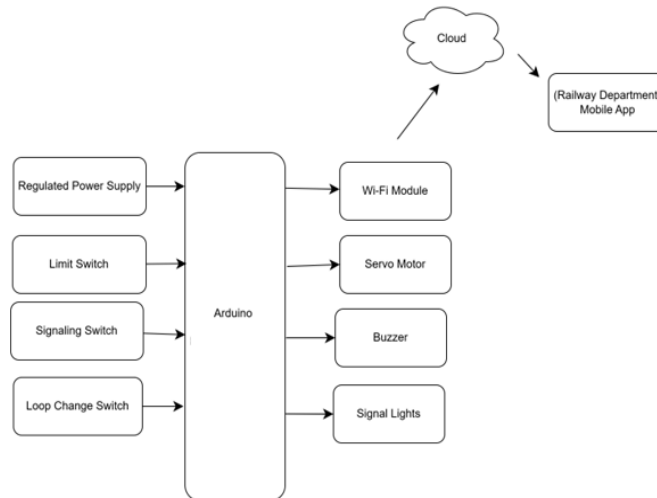 Cloud
(Railway Department
Mobile App
Regulated Power Supply
Wi-Fi Module
Limit Switch
Servo Motor
Arduino
Signaling Switch
Buzzer
Loop Change Switch
Signal Lights